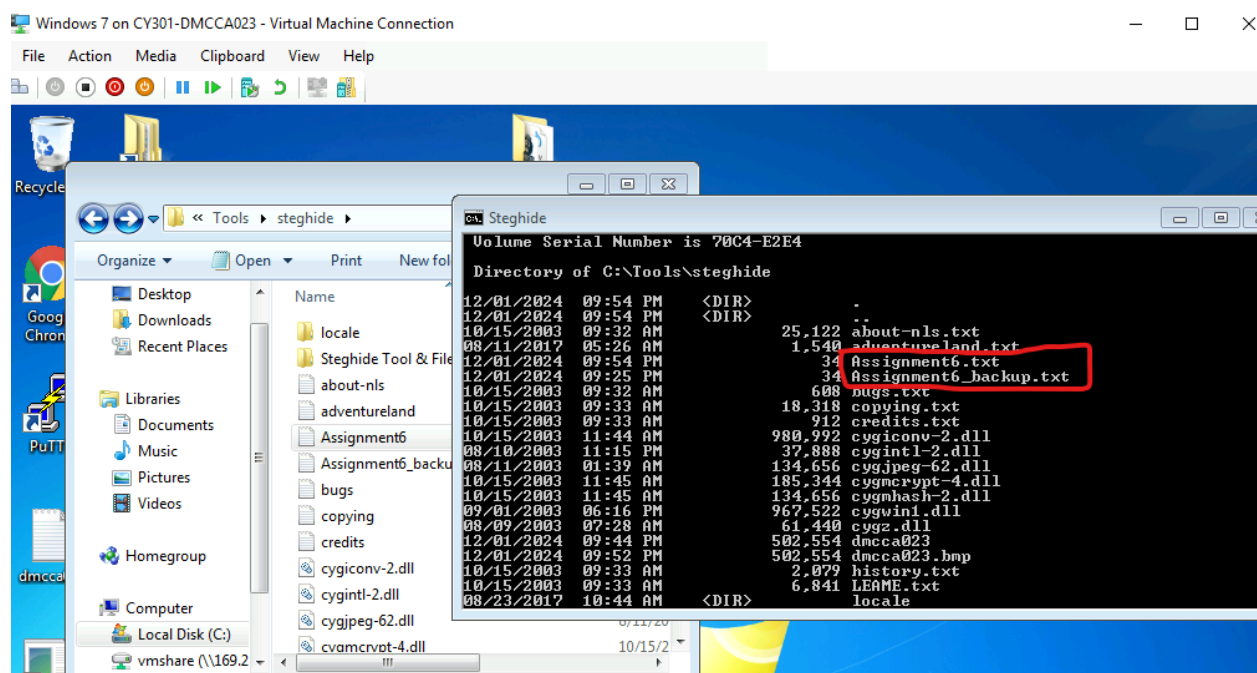 Windows 7 on CY301-DMCCA023 - Virtual Machine Connection
File Action Media Clipboard View Help
Recycle
« Tools steghide
Organize Open Print New fol
Desktop
Downloads
Recent Places
Libraries
Documents
Music
Pictures
Videos
Homegroup
Computer
Local Disk (C:)
vmshare (\\169.2
Goog
Chron
PuTT
dmcca
Name
locale
Steghide Tool & File
about-nls
adventureland
Assignment6
Assignment6_backu
bugs
copying
credits
cygiconv-2.dll
cygintl-2.dll
cygjpeg-62.dll
cygmcrypt-4.dll
10/15/2
Steghide
Volume Serial Number is 70C4-E2E4
Directory of C:\Tools\steghide
12/01/2024 09:54 PM <DIR> .
12/01/2024 09:54 PM <DIR> ..
10/15/2003 09:32 AM 25,122 about-nls.txt
08/11/2017 05:26 AM 1,540 adventureland.txt
12/01/2024 09:54 PM 34 Assignment6.txt
12/01/2024 09:25 PM 34 Assignment6_backup.txt
10/15/2003 09:32 AM 608 bugs.txt
10/15/2003 09:33 AM 18,318 copying.txt
10/15/2003 09:33 AM 912 credits.txt
10/15/2003 11:44 AM 980,992 cygiconv-2.dll
08/10/2003 11:15 PM 37,888 cygintl-2.dll
08/11/2003 01:39 AM 134,656 cygjpeg-62.dll
10/15/2003 11:45 AM 185,344 cygmcrypt-4.dll
10/15/2003 11:45 AM 134,656 cygmhash-2.dll
09/01/2003 06:16 PM 967,522 cygwin1.dll
08/09/2003 07:28 AM 61,440 cygz.dll
12/01/2024 09:44 PM 502,554 dmcca023
12/01/2024 09:52 PM 502,554 dmcca023.bmp
10/15/2003 09:33 AM 2,079 history.txt
10/15/2003 09:33 AM 6,841 LEAME.txt
08/23/2017 10:44 AM <DIR> locale